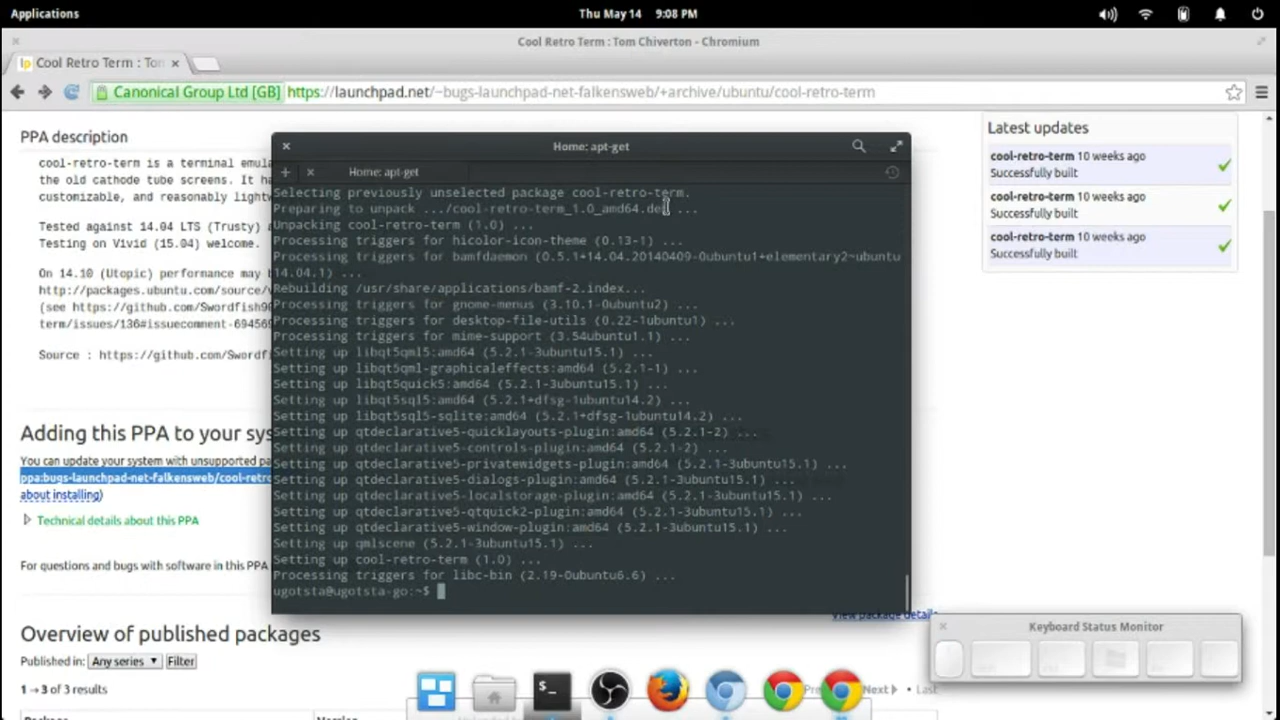 Applications
Thu May 14 9:08 PM
Cool Retro Term : Tom Chiverton - Chromium
Cool Retro Term : Tom
Canonical Group Ltd [GB] https://launchpad.net/~bugs-launchpad-net-falkensweb/+archive/ubuntu/cool-retro-term
PPA description
cool-retro-term is a terminal emula
the old cathode tube screens. It ha
customizable, and reasonably lightw
Tested against 14.04 LTS (Trusty)
Testing on Vivid (15.04) welcome.
On 14.10 (Utopic) performance may b
http://packages.ubuntu.com/source/v
(see https://github.com/Swordfish90
term/issues/136#issuecomment-694569
Source : https://github.com/Swordf
Adding this PPA to your sys
You can update your system with unsupported pa
ppa:bugs-launchpad-net-falkensweb/cool-retro
about installing)
Technical details about this PPA
For questions and bugs with software in this PPA
Overview of published packages
Published in: Any series Filter
1 → 3 of 3 results
Package
Version
Home: apt-get
Home: apt-get
Selecting previously unselected package cool-retro-term.
Preparing to unpack .../cool-retro-term_1.0_amd64.deb ...
Unpacking cool-retro-term (1.0) ...
Processing triggers for hicolor-icon-theme (0.13-1) ...
Processing triggers for bamfdaemon (0.5.1+14.04.20140409-0ubuntu1+elementary2~ubuntu
14.04.1) ...
Rebuilding /usr/share/applications/bamf-2.index...
Processing triggers for gnome-menus (3.10.1-0ubuntu2) ...
Processing triggers for desktop-file-utils (0.22-1ubuntu1) ...
Processing triggers for mime-support (3.54ubuntu1.1) ...
Setting up libqt5qml5:amd64 (5.2.1-3ubuntu15.1) ...
Setting up libqt5qml-graphicaleffects:amd64 (5.2.1-1) ...
Setting up libqt5quick5:amd64 (5.2.1-3ubuntu15.1) ...
Setting up libqt5sql5:amd64 (5.2.1+dfsg-1ubuntu14.2) ...
Setting up libqt5sql5-sqlite:amd64 (5.2.1+dfsg-1ubuntu14.2) ...
Setting up qtdeclarative5-quicklayouts-plugin:amd64 (5.2.1-2) ...
Setting up qtdeclarative5-controls-plugin:amd64 (5.2.1-2) ...
Setting up qtdeclarative5-privatewidgets-plugin:amd64 (5.2.1-3ubuntu15.1) ...
Setting up qtdeclarative5-dialogs-plugin:amd64 (5.2.1-3ubuntu15.1) ...
Setting up qtdeclarative5-localstorage-plugin:amd64 (5.2.1-3ubuntu15.1) ...
Setting up qtdeclarative5-qtquick2-plugin:amd64 (5.2.1-3ubuntu15.1) ...
Setting up qtdeclarative5-window-plugin:amd64 (5.2.1-3ubuntu15.1) ...
Setting up qmlscene (5.2.1-3ubuntu15.1) ...
Setting up cool-retro-term (1.0) ...
Processing triggers for libc-bin (2.19-0ubuntu6.6) ...
ugotsta@ugotsta-go:~$
Latest updates
cool-retro-term 10 weeks ago
Successfully built
cool-retro-term 10 weeks ago
Successfully built
cool-retro-term 10 weeks ago
Successfully built
View package details
Next • Last
Keyboard Status Monitor